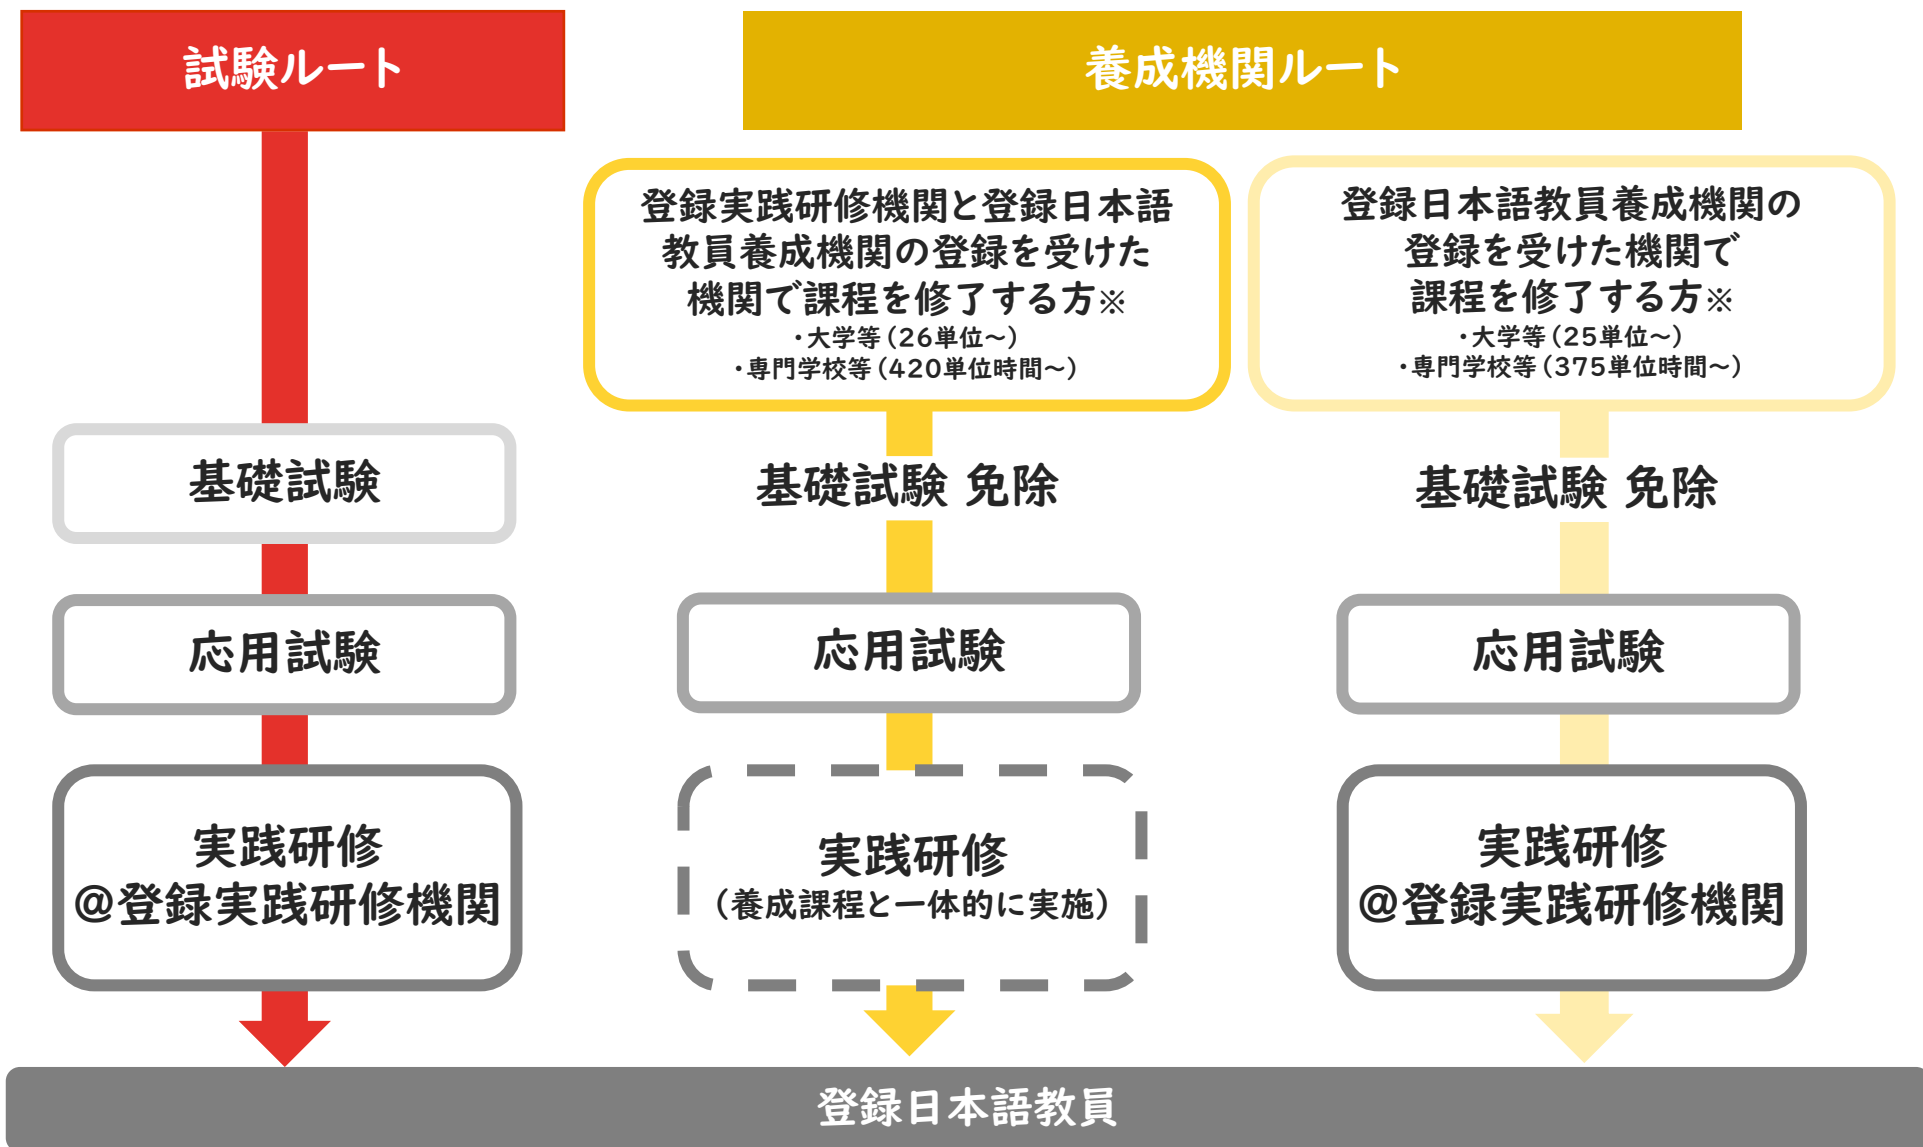 試験ルート
養成機関ルート
登録実践研修機関と登録日本語
教員養成機関の登録を受けた
機関で課程を修了する方※
・大学等（26単位～）
・専門学校等（420単位時間～）
登録日本語教員養成機関の
登録を受けた機関で
課程を修了する方※
・大学等（25単位～）
・専門学校等（375単位時間～）
基礎試験
基礎試験 免除
基礎試験 免除
応用試験
応用試験
応用試験
実践研修
@登録実践研修機関
実践研修
（養成課程と一体的に実施）
実践研修
@登録実践研修機関
登録日本語教員